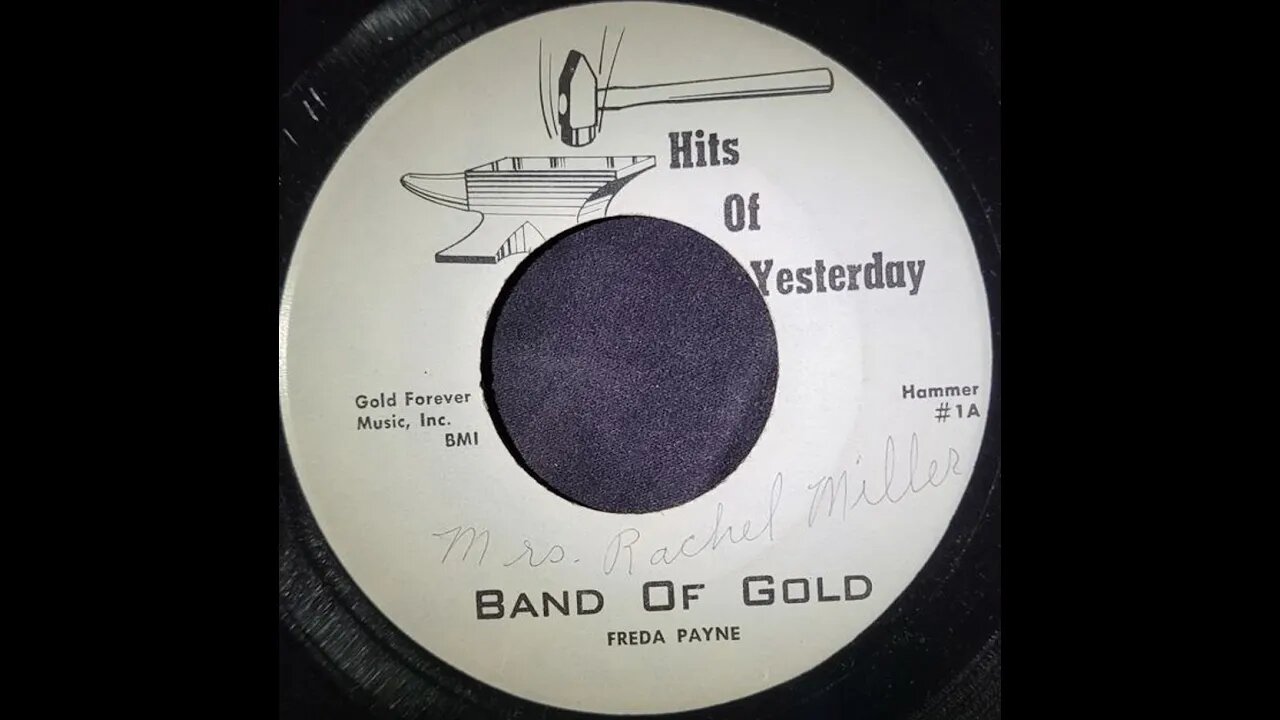 Hits
Of
Yesterday
Gold Forever
Music, Inc.
BMI
Hammer
#1A
Mrs. Rachel Miller
BAND OF GOLD
FREDA PAYNE